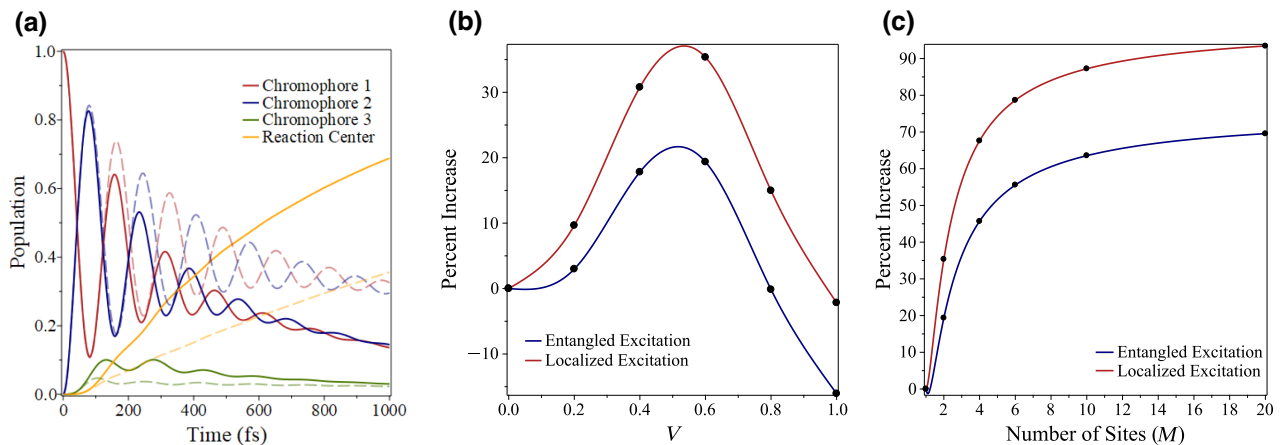 (a)
1.0
0.8
0.6
0.4
0.2
0.0
Population
0
200
400
600
800
1000
Time (fs)
Chromophore 1
Chromophore 2
Chromophore 3
Reaction Center
(b)
30
20
10
0
−10
Percent Increase
0.0
0.2
0.4
0.6
0.8
1.0
V
Entangled Excitation
Localized Excitation
(c)
90
80
70
60
50
40
30
20
10
0
Percent Increase
2
4
6
8
10
12
14
16
18
20
Number of Sites (M)
Entangled Excitation
Localized Excitation